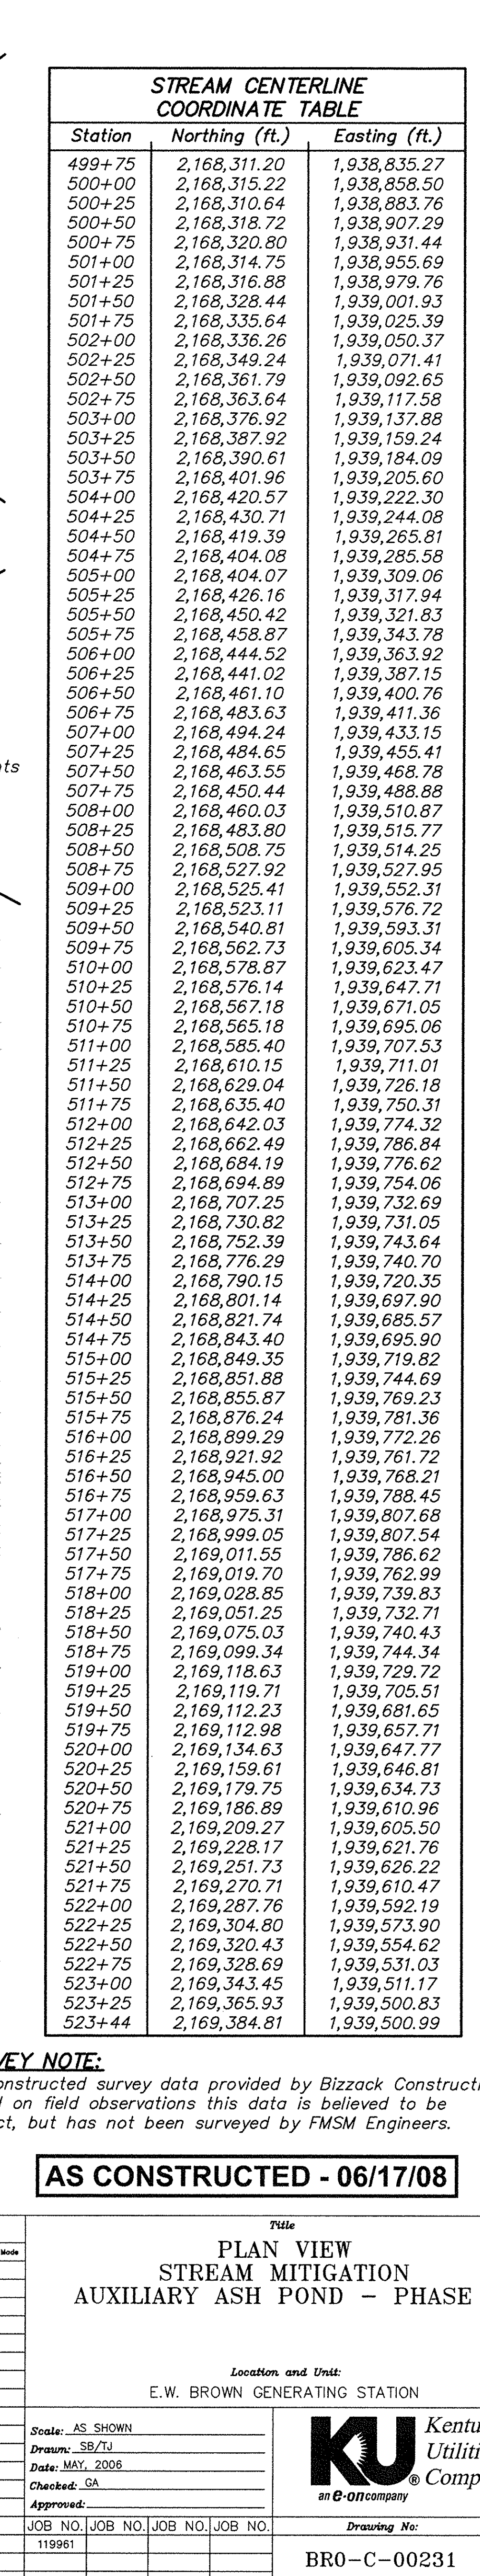 STREAM CENTERLINE
COORDINATE TABLE
Station Northing (ft.) Easting (ft.)
499+75 2,168,311.20 1,938,835.27
500+00 2,168,315.22 1,938,858.50
500+25 2,168,310.64 1,938,883.76
500+50 2,168,318.72 1,938,907.29
500+75 2,168,320.80 1,938,931.44
501+00 2,168,314.75 1,938,955.69
501+25 2,168,316.88 1,938,979.76
501+50 2,168,328.44 1,939,001.93
501+75 2,168,335.64 1,939,025.39
502+00 2,168,336.26 1,939,050.37
502+25 2,168,349.24 1,939,071.41
502+50 2,168,361.79 1,939,092.65
502+75 2,168,363.64 1,939,117.58
503+00 2,168,376.92 1,939,137.88
503+25 2,168,387.92 1,939,159.24
503+50 2,168,390.61 1,939,184.09
503+75 2,168,401.96 1,939,205.60
504+00 2,168,420.57 1,939,222.30
504+25 2,168,430.71 1,939,244.08
504+50 2,168,419.39 1,939,265.81
504+75 2,168,404.08 1,939,285.58
505+00 2,168,404.07 1,939,309.06
505+25 2,168,426.16 1,939,317.94
505+50 2,168,450.42 1,939,321.83
505+75 2,168,458.87 1,939,343.78
506+00 2,168,444.52 1,939,363.92
506+25 2,168,441.02 1,939,387.15
506+50 2,168,461.10 1,939,400.76
506+75 2,168,483.63 1,939,411.36
507+00 2,168,494.24 1,939,433.15
507+25 2,168,484.65 1,939,455.41
nts
507+50 2,168,463.55 1,939,468.78
507+75 2,168,450.44 1,939,488.88
508+00 2,168,460.03 1,939,510.87
508+25 2,168,483.80 1,939,515.77
508+50 2,168,508.75 1,939,514.25
508+75 2,168,527.92 1,939,527.95
509+00 2,168,525.41 1,939,552.31
509+25 2,168,523.11 1,939,576.72
509+50 2,168,540.81 1,939,593.31
509+75 2,168,562.73 1,939,605.34
510+00 2,168,578.87 1,939,623.47
510+25 2,168,576.14 1,939,647.71
510+50 2,168,567.18 1,939,671.05
510+75 2,168,565.18 1,939,695.06
511+00 2,168,585.40 1,939,707.53
511+25 2,168,610.15 1,939,711.01
511+50 2,168,629.04 1,939,726.18
511+75 2,168,635.40 1,939,750.31
512+00 2,168,642.03 1,939,774.32
512+25 2,168,662.49 1,939,786.84
512+50 2,168,684.19 1,939,776.62
512+75 2,168,694.89 1,939,754.06
513+00 2,168,707.25 1,939,732.69
513+25 2,168,730.82 1,939,731.05
513+50 2,168,752.39 1,939,743.64
513+75 2,168,776.29 1,939,740.70
514+00 2,168,790.15 1,939,720.35
514+25 2,168,801.14 1,939,697.90
514+50 2,168,821.74 1,939,685.57
514+75 2,168,843.40 1,939,695.90
515+00 2,168,849.35 1,939,719.82
515+25 2,168,851.88 1,939,744.69
515+50 2,168,855.87 1,939,769.23
515+75 2,168,876.24 1,939,781.36
516+00 2,168,899.29 1,939,772.26
516+25 2,168,921.92 1,939,761.72
516+50 2,168,945.00 1,939,768.21
516+75 2,168,959.63 1,939,788.45
517+00 2,168,975.31 1,939,807.68
517+25 2,168,999.05 1,939,807.54
517+50 2,169,011.55 1,939,786.62
517+75 2,169,019.70 1,939,762.99
518+00 2,169,028.85 1,939,739.83
518+25 2,169,051.25 1,939,732.71
518+50 2,169,075.03 1,939,740.43
518+75 2,169,099.34 1,939,744.34
519+00 2,169,118.63 1,939,729.72
519+25 2,169,119.71 1,939,705.51
519+50 2,169,112.23 1,939,681.65
519+75 2,169,112.98 1,939,657.71
520+00 2,169,134.63 1,939,647.77
520+25 2,169,159.61 1,939,646.81
520+50 2,169,179.75 1,939,634.73
520+75 2,169,186.89 1,939,610.96
521+00 2,169,209.27 1,939,605.50
521+25 2,169,228.17 1,939,621.76
521+50 2,169,251.73 1,939,626.22
521+75 2,169,270.71 1,939,610.47
522+00 2,169,287.76 1,939,592.19
522+25 2,169,304.80 1,939,573.90
522+50 2,169,320.43 1,939,554.62
522+75 2,169,328.69 1,939,531.03
523+00 2,169,343.45 1,939,511.17
523+25 2,169,365.93 1,939,500.83
523+44 2,169,384.81 1,939,500.99
VEY NOTE:
onstructed survey data provided by Bizzack Constructi
d on field observations this data is believed to be
ct, but has not been surveyed by FMSM Engineers.
AS CONSTRUCTED - 06/17/08
Title
Mode
PLAN VIEW
STREAM MITIGATION
AUXILIARY ASH POND - PHASE
Location and Unit:
E.W. BROWN GENERATING STATION
Scale: AS SHOWN
Drawn: SB/TJ
Date: MAY, 2006
Checked: GA
Approved:
KU
Kentu
Utiliti
® Comp
an e·on company
JOB NO. JOB NO. JOB NO. JOB NO.
119961
Drawing No:
BRO-C-00231